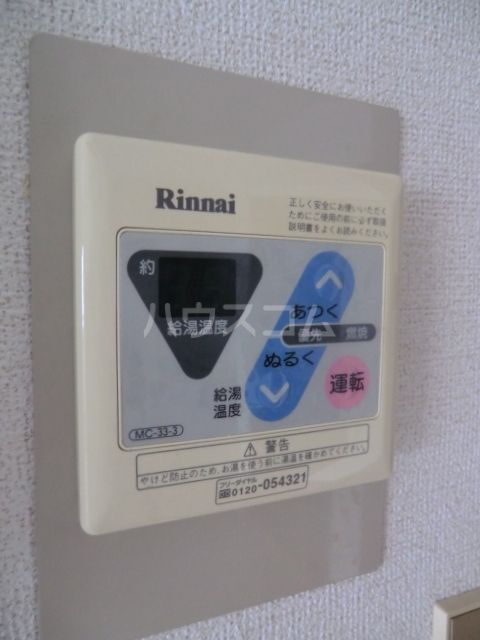 Rinnai
正しく安全にお使いいただく
ためにご使用の前に必ず取扱
説明書をよくお読みください。
約
給湯温度
あつく
優先 燃焼
ぬるく
運転
給湯
温度
MC-33-3
⚠ 警告
やけど防止のため、お湯を使う前に湯温を確かめてください。
フリーダイヤル
0120-054321
ハウスコム